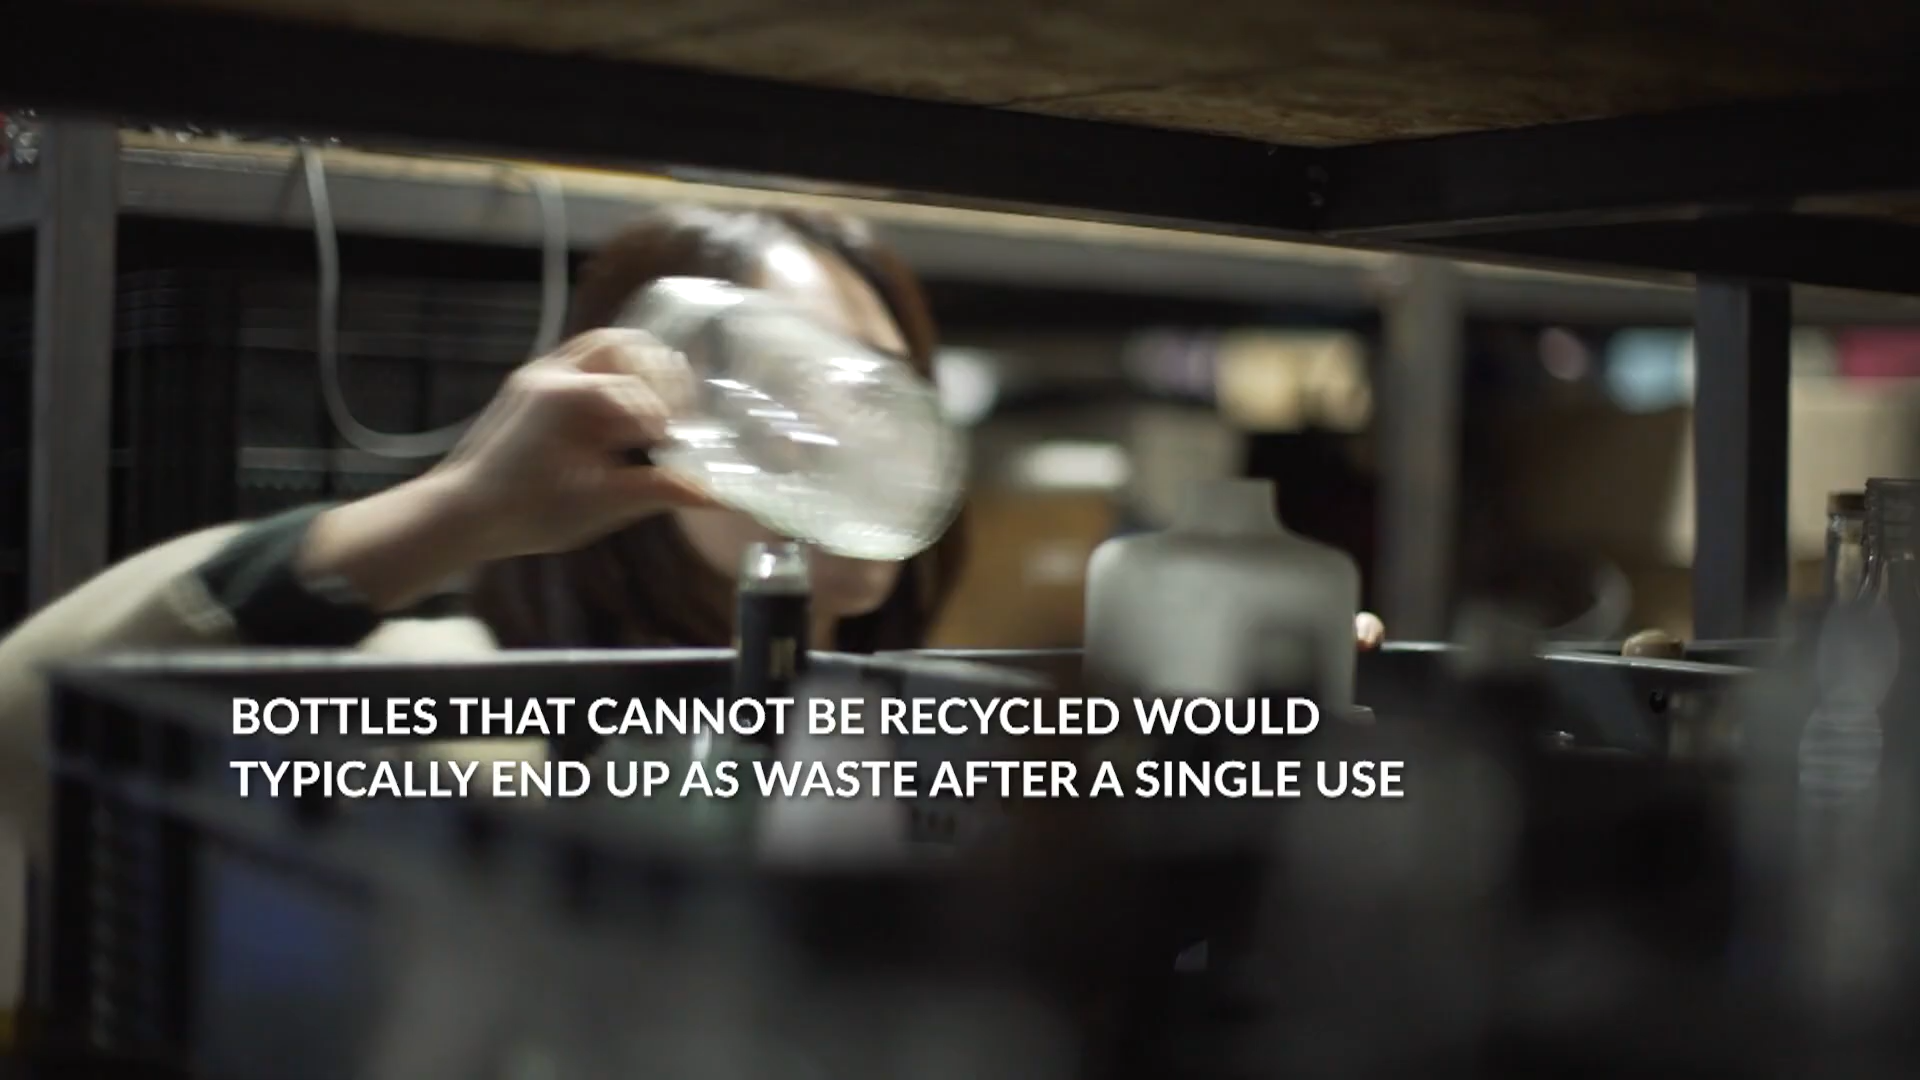 BOTTLES THAT CANNOT BE RECYCLED WOULD
TYPICALLY END UP AS WASTE AFTER A SINGLE USE